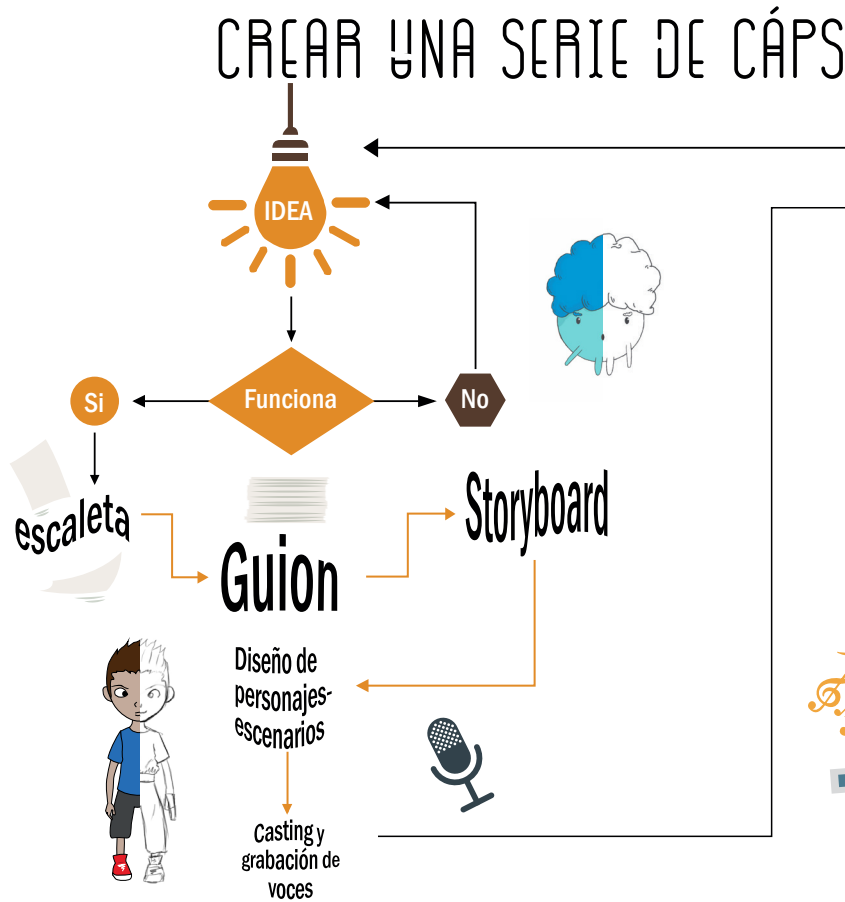 CREAR UNA SERIE DE CÁPS
IDEA
Funciona
Si
No
escaleta
Guion
Storyboard
Diseño de
personajes-
escenarios
Casting y
grabación de
voces